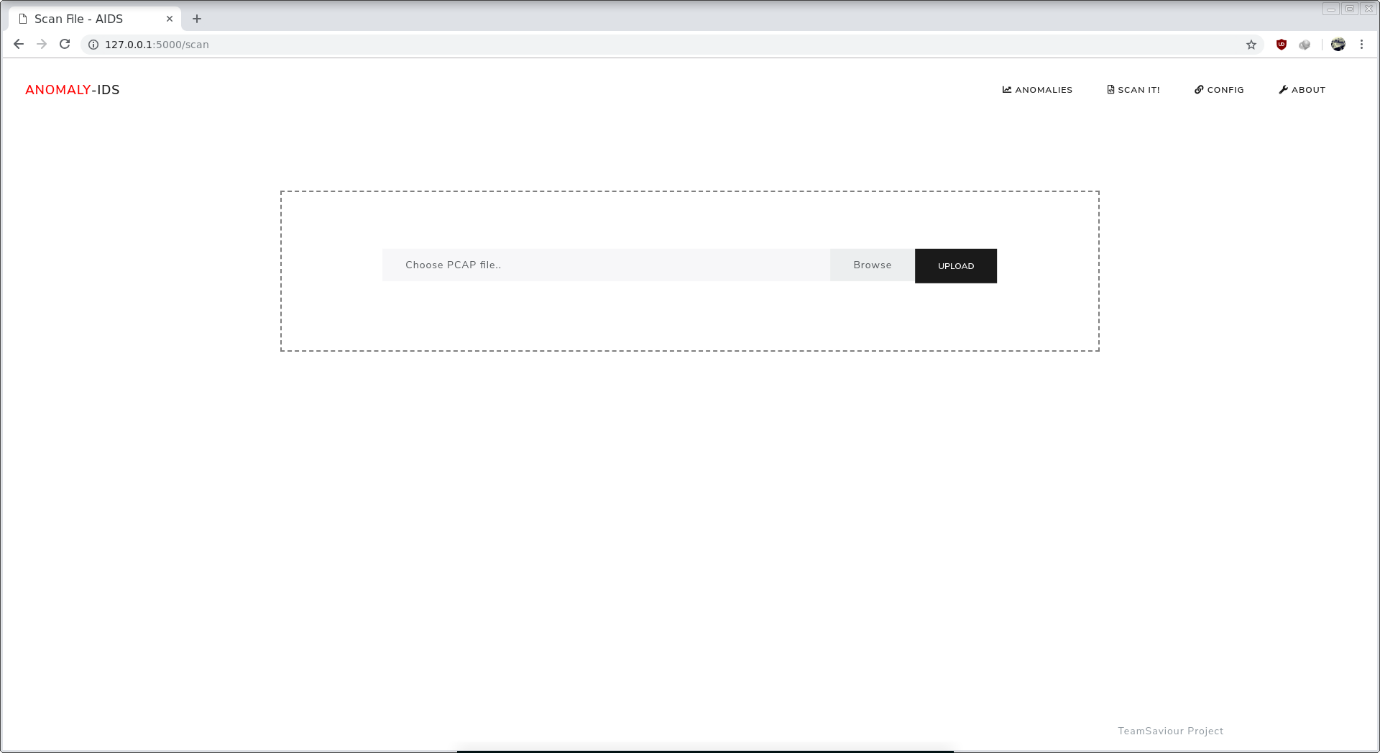 Scan File - AIDS
127.0.0.1:5000/scan
ANOMALY-IDS
ANOMALIES
SCAN IT!
CONFIG
ABOUT
Choose PCAP file..
Browse
UPLOAD
TeamSaviour Project